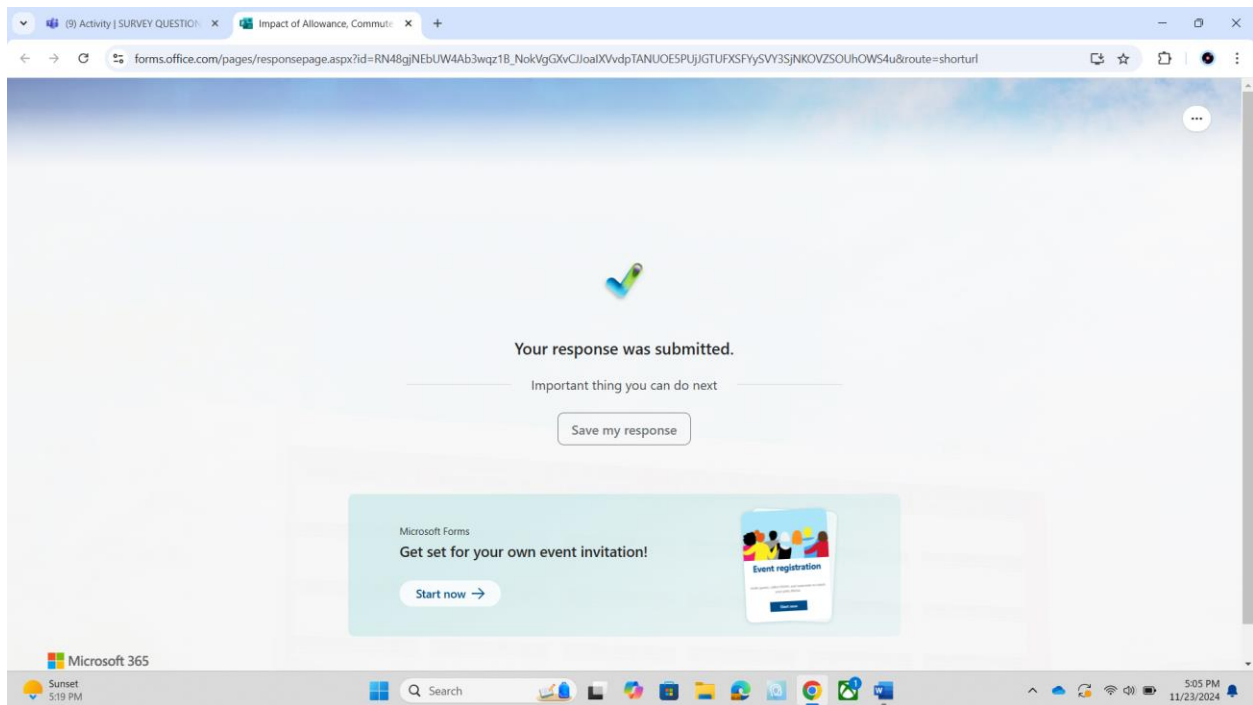 (9) Activity | SURVEY QUESTION
Impact of Allowance, Commute
forms.office.com/pages/responsepage.aspx?id=RN48gjNEbUW4Ab3wqz1B_NokVgGXvCJJoaIXVvdpTANUOE5PUjJGTUFXSFYySVY3SjNKOVZSOUhOWS4u&route=shorturl
Your response was submitted.
Important thing you can do next
Save my response
Microsoft Forms
Get set for your own event invitation!
Start now
Event registration
Microsoft 365
Sunset
5:19 PM
Search
5:05 PM
11/23/2024